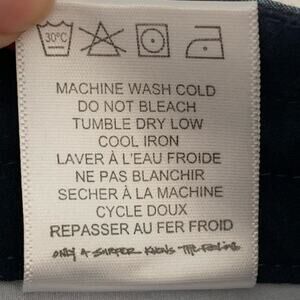 30°C
MACHINE WASH COLD
DO NOT BLEACH
TUMBLE DRY LOW
COOL IRON
LAVER À L'EAU FROIDE
NE PAS BLANCHIR
SECHER À LA MACHINE
CYCLE DOUX
REPASSER AU FER FROID
ONLY A SURFER KNOWS THE FEELING